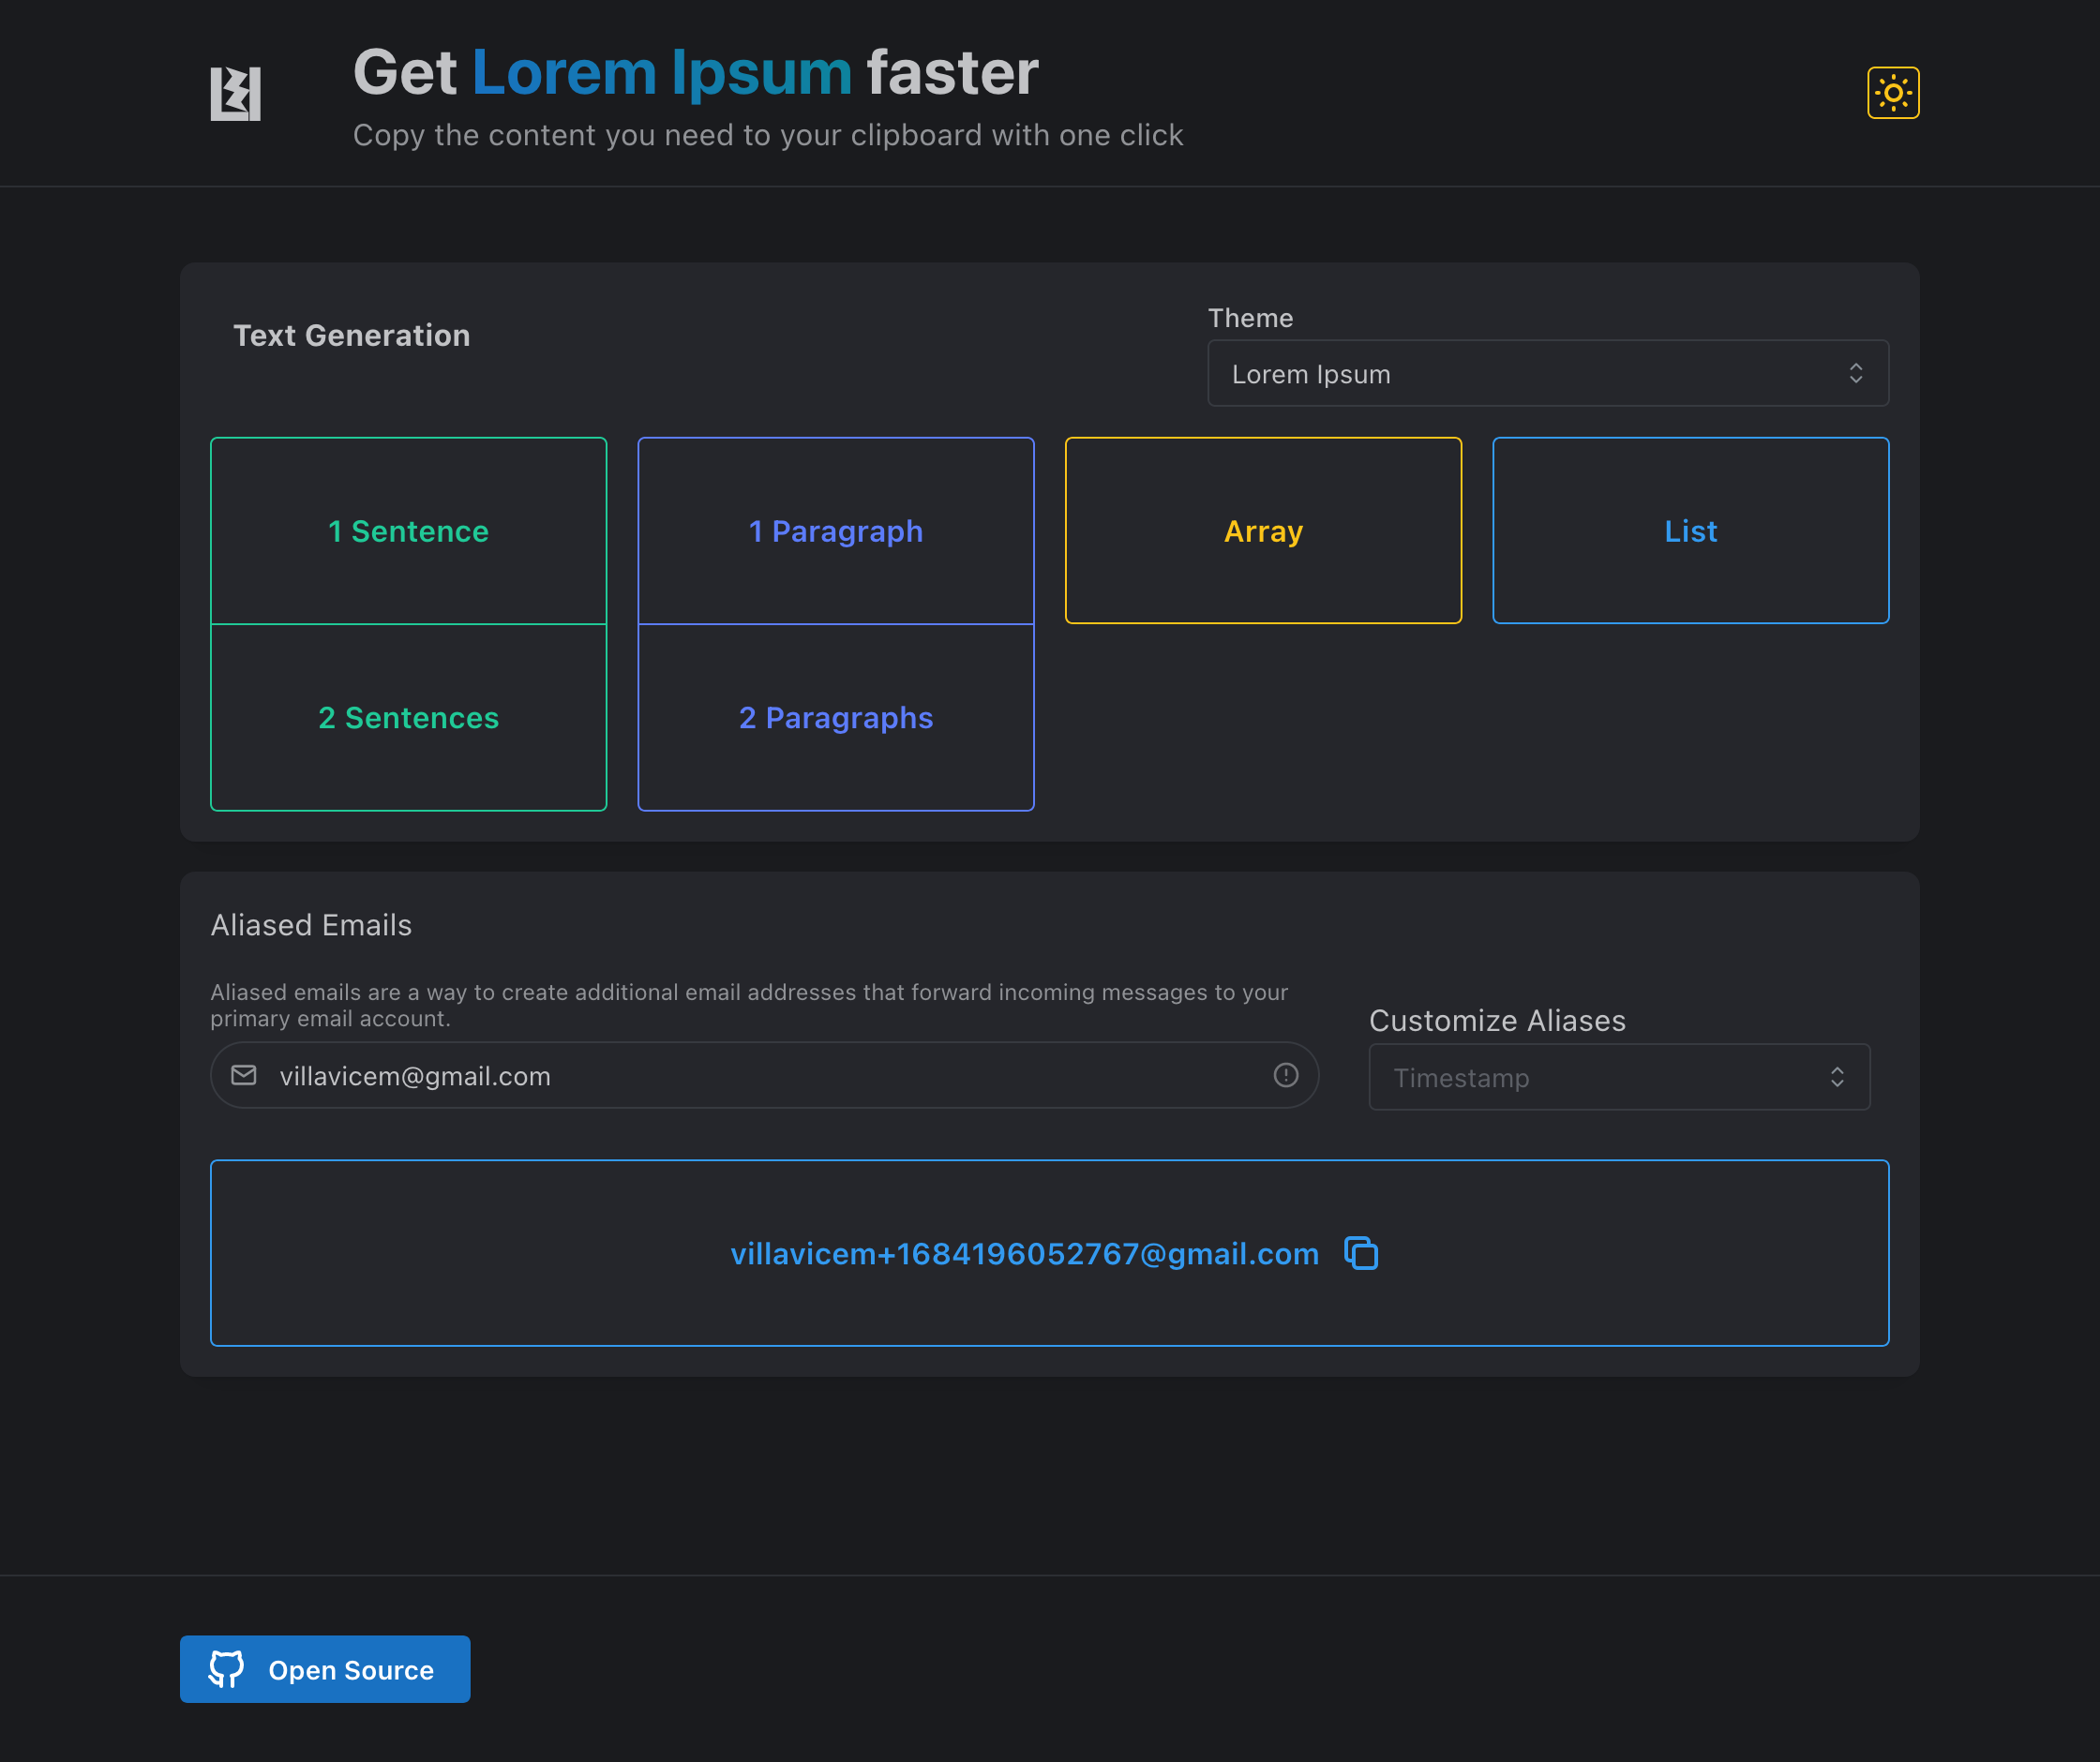 Get Lorem Ipsum faster
Copy the content you need to your clipboard with one click
Text Generation
Theme
Lorem Ipsum
1 Sentence
1 Paragraph
Array
List
2 Sentences
2 Paragraphs
Aliased Emails
Aliased emails are a way to create additional email addresses that forward incoming messages to your
primary email account.
Customize Aliases
villavicem@gmail.com
Timestamp
villavicem+1684196052767@gmail.com
Open Source